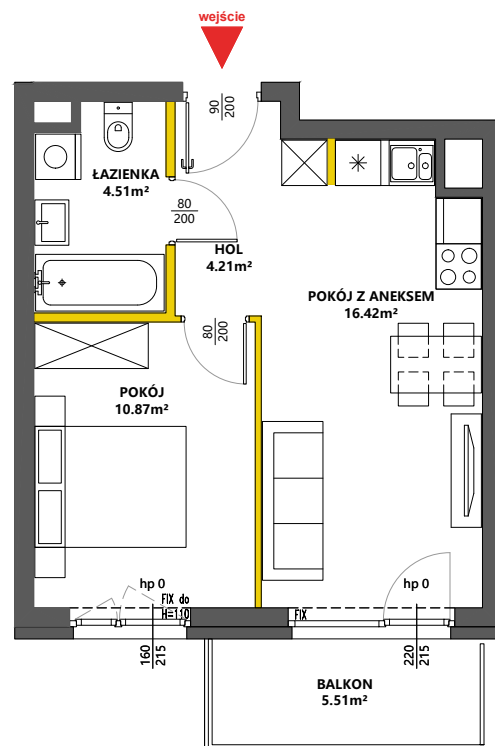 wejście
90
200
ŁAZIENKA
4.51m²
80
200
HOL
4.21m²
POKÓJ Z ANEKSEM
16.42m²
80
200
POKÓJ
10.87m²
hp 0
FIX do
H=110
hp 0
FIX
160
215
220
215
BALKON
5.51m²